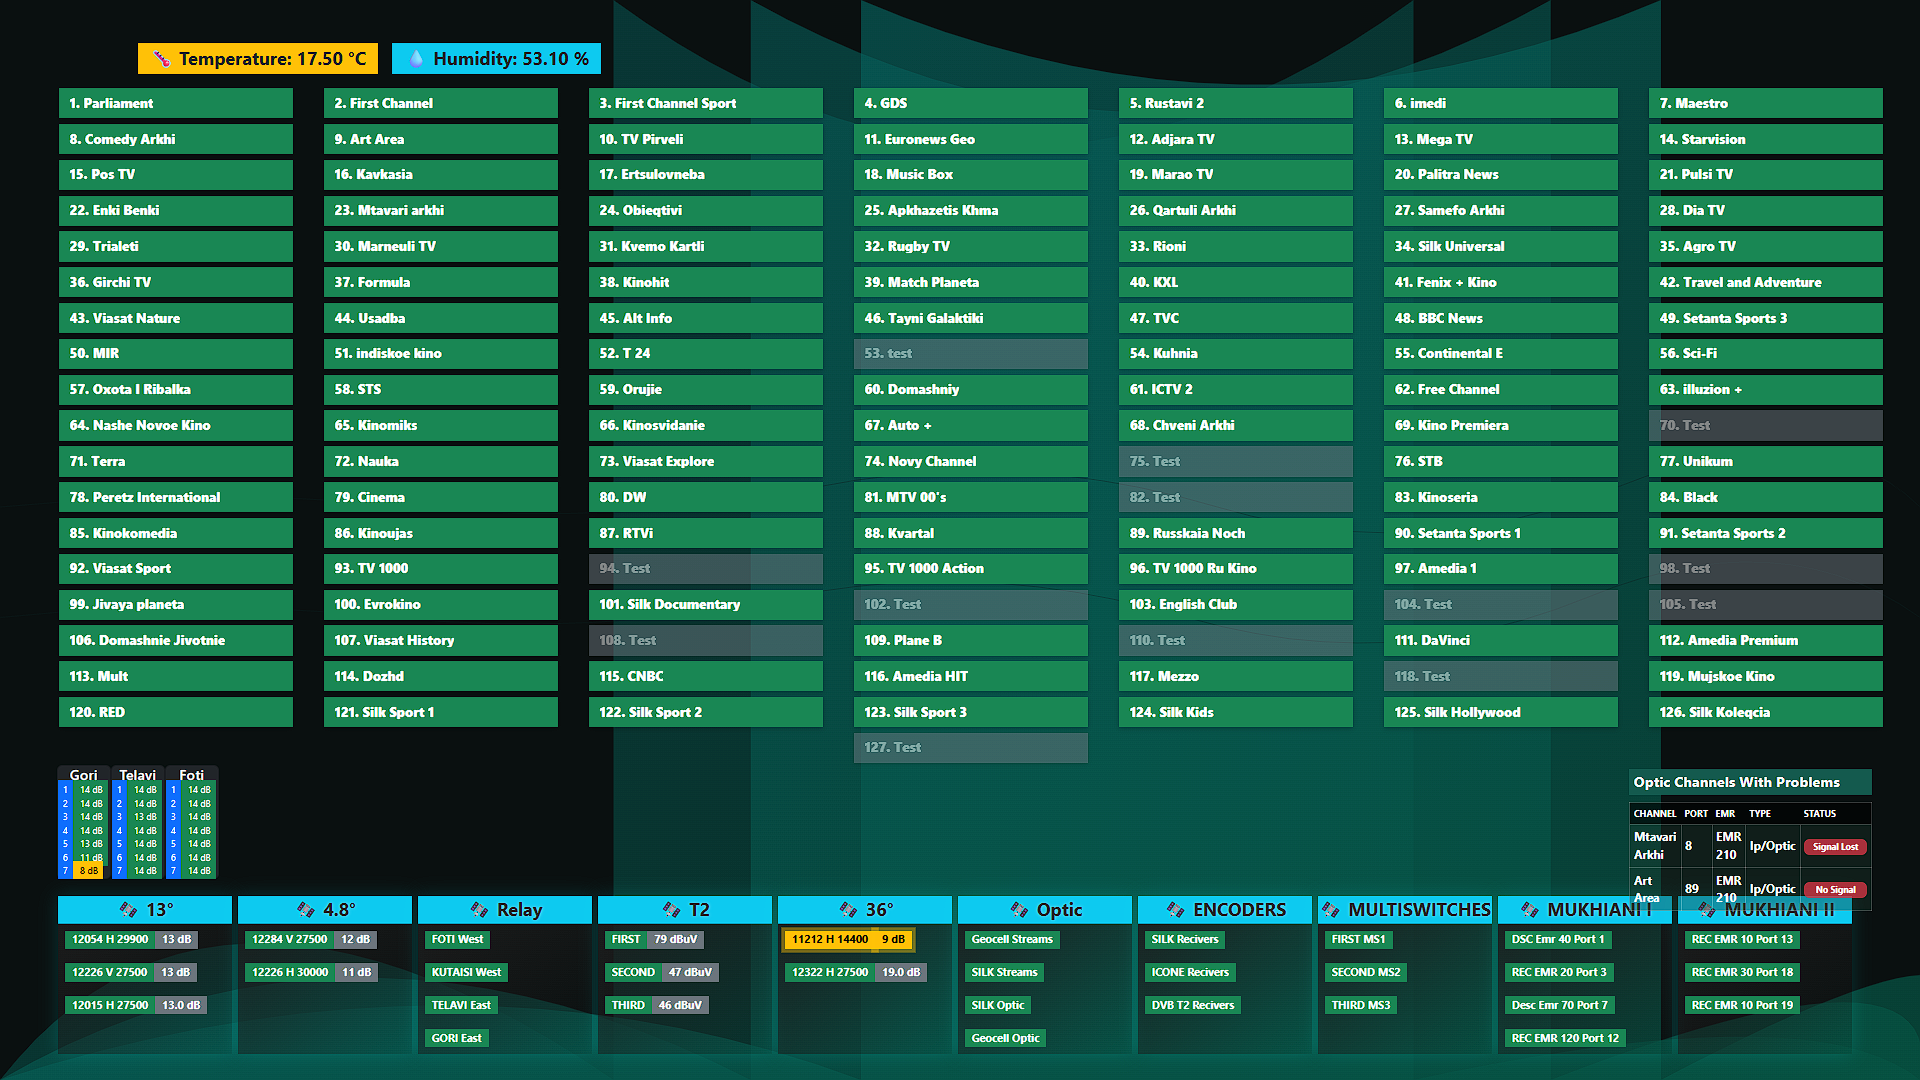 Temperature: 17.50 °C
Humidity: 53.10 %
1. Parliament
2. First Channel
3. First Channel Sport
4. GDS
5. Rustavi 2
6. imedi
7. Maestro
8. Comedy Arkhi
9. Art Area
10. TV Pirveli
11. Euronews Geo
12. Adjara TV
13. Mega TV
14. Starvision
15. Pos TV
16. Kavkasia
17. Ertsulovneba
18. Music Box
19. Marao TV
20. Palitra News
21. Pulsi TV
22. Enki Benki
23. Mtavari arkhi
24. Obieqtivi
25. Apkhazetis Khma
26. Qartuli Arkhi
27. Samefo Arkhi
28. Dia TV
29. Trialeti
30. Marneuli TV
31. Kvemo Kartli
32. Rugby TV
33. Rioni
34. Silk Universal
35. Agro TV
36. Girchi TV
37. Formula
38. Kinohit
39. Match Planeta
40. KXL
41. Fenix + Kino
42. Travel and Adventure
43. Viasat Nature
44. Usadba
45. Alt Info
46. Tayni Galaktiki
47. TVC
48. BBC News
49. Setanta Sports 3
50. MIR
51. indiskoe kino
52. T 24
53. test
54. Kuhnia
55. Continental E
56. Sci-Fi
57. Oxota I Ribalka
58. STS
59. Orujie
60. Domashniy
61. ICTV 2
62. Free Channel
63. illuzion +
64. Nashe Novoe Kino
65. Kinomiks
66. Kinosvidanie
67. Auto +
68. Chveni Arkhi
69. Kino Premiera
70. Test
71. Terra
72. Nauka
73. Viasat Explore
74. Novy Channel
75. Test
76. STB
77. Unikum
78. Peretz International
79. Cinema
80. DW
81. MTV 00's
82. Test
83. Kinoseria
84. Black
85. Kinokomedia
86. Kinoujas
87. RTVi
88. Kvartal
89. Russkaia Noch
90. Setanta Sports 1
91. Setanta Sports 2
92. Viasat Sport
93. TV 1000
94. Test
95. TV 1000 Action
96. TV 1000 Ru Kino
97. Amedia 1
98. Test
99. Jivaya planeta
100. Evrokino
101. Silk Documentary
102. Test
103. English Club
104. Test
105. Test
106. Domashnie Jivotnie
107. Viasat History
108. Test
109. Plane B
110. Test
111. DaVinci
112. Amedia Premium
113. Mult
114. Dozhd
115. CNBC
116. Amedia HIT
117. Mezzo
118. Test
119. Mujskoe Kino
120. RED
121. Silk Sport 1
122. Silk Sport 2
123. Silk Sport 3
124. Silk Kids
125. Silk Hollywood
126. Silk Koleqcia
127. Test
Gori Telavi Foti
1 14 dB 1 14 dB 1 14 dB
2 14 dB 2 14 dB 2 14 dB
3 14 dB 3 13 dB 3 14 dB
4 14 dB 4 14 dB 4 14 dB
5 13 dB 5 14 dB 5 14 dB
6 11 dB 6 14 dB 6 14 dB
7 8 dB 7 14 dB 7 14 dB
Optic Channels With Problems
CHANNEL PORT EMR TYPE STATUS
Mtavari Arkhi 8 EMR 210 Ip/Optic Signal Lost
Art Area 89 EMR 210 Ip/Optic No Signal
13°
12054 H 29900 13 dB
12226 V 27500 13 dB
12015 H 27500 13.0 dB
4.8°
12284 V 27500 12 dB
12226 H 30000 11 dB
Relay
FOTI West
KUTAISI West
TELAVI East
GORI East
T2
FIRST 79 dBuV
SECOND 47 dBuV
THIRD 46 dBuV
36°
11212 H 14400 9 dB
12322 H 27500 19.0 dB
Optic
Geocell Streams
SILK Streams
SILK Optic
Geocell Optic
ENCODERS
SILK Recivers
ICONE Recivers
DVB T2 Recivers
MULTISWITCHES
FIRST MS1
SECOND MS2
THIRD MS3
MUKHIANI I
DSC Emr 40 Port 1
REC EMR 20 Port 3
Desc Emr 70 Port 7
REC EMR 120 Port 12
MUKHIANI II
REC EMR 10 Port 13
REC EMR 30 Port 18
REC EMR 10 Port 19